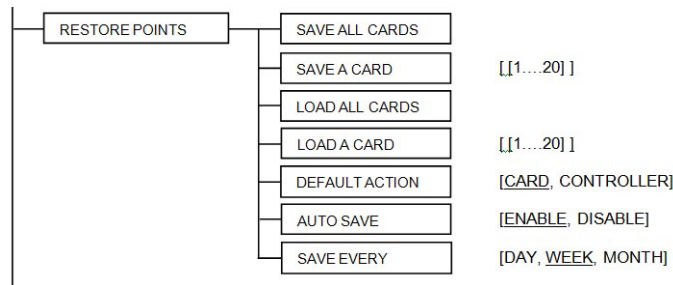 RESTORE POINTS
SAVE ALL CARDS
SAVE A CARD [ [1….20] ]
LOAD ALL CARDS
LOAD A CARD [ [1….20] ]
DEFAULT ACTION [CARD, CONTROLLER]
AUTO SAVE [ENABLE, DISABLE]
SAVE EVERY [DAY, WEEK, MONTH]